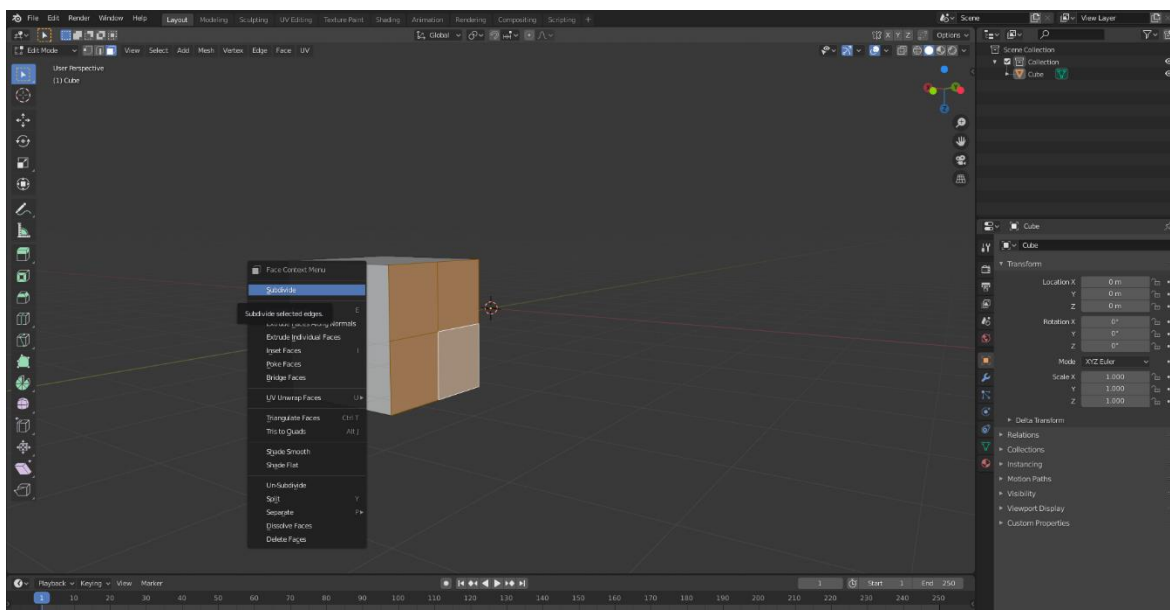 File Edit Render Window Help Layout Modeling Sculpting UV Editing Texture Paint Shading Animation Rendering Compositing Scripting + Scene View Layer
Global X Y Z Options
Edit Mode View Select Add Mesh Vertex Edge Face UV
User Perspective
(1) Cube
Scene Collection
Collection
Cube
Face Context Menu
Subdivide
Subdivide selected edges.
E
Extrude Faces Along Normals
Extrude Individual Faces
Inset Faces I
Poke Faces
Bridge Faces
UV Unwrap Faces U
Triangulate Faces Ctrl T
Tris to Quads Alt J
Shade Smooth
Shade Flat
Un-Subdivide
Split Y
Separate P
Dissolve Faces
Delete Faces
Cube
Cube
Transform
Location X 0 m
Y 0 m
Z 0 m
Rotation X 0°
Y 0°
Z 0°
Mode XYZ Euler
Scale X 1.000
Y 1.000
Z 1.000
Delta Transform
Relations
Collections
Instancing
Motion Paths
Visibility
Viewport Display
Custom Properties
Playback Keying View Marker 1 Start 1 End 250
1 10 20 30 40 50 60 70 80 90 100 110 120 130 140 150 160 170 180 190 200 210 220 230 240 250